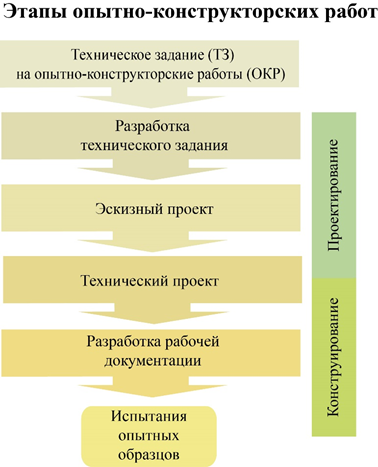 Этапы опытно-конструкторских работ
Техническое задание (ТЗ)
на опытно-конструкторские работы (ОКР)
Разработка
технического задания
Эскизный проект
Технический проект
Разработка рабочей
документации
Испытания
опытных
образцов
Проектирование
Конструирование